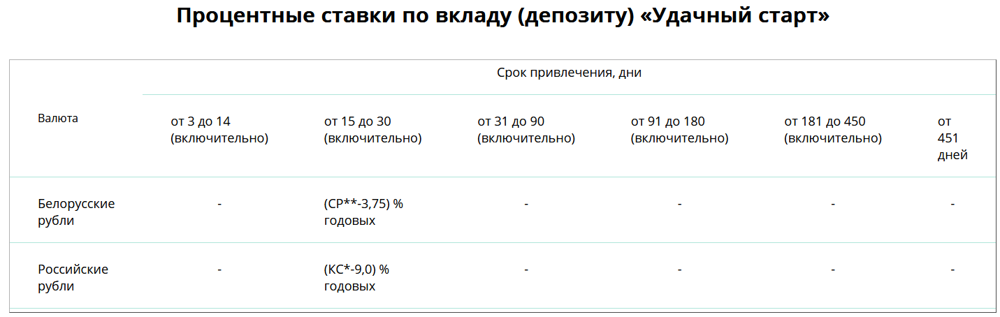 Процентные ставки по вкладу (депозиту) «Удачный старт»
Срок привлечения, дни
Валюта
от 3 до 14
(включительно)
от 15 до 30
(включительно)
от 31 до 90
(включительно)
от 91 до 180
(включительно)
от 181 до 450
(включительно)
от
451
дней
Белорусские
рубли
-
(СР**-3,75) %
годовых
-
-
-
-
Российские
рубли
-
(КС*-9,0) %
годовых
-
-
-
-